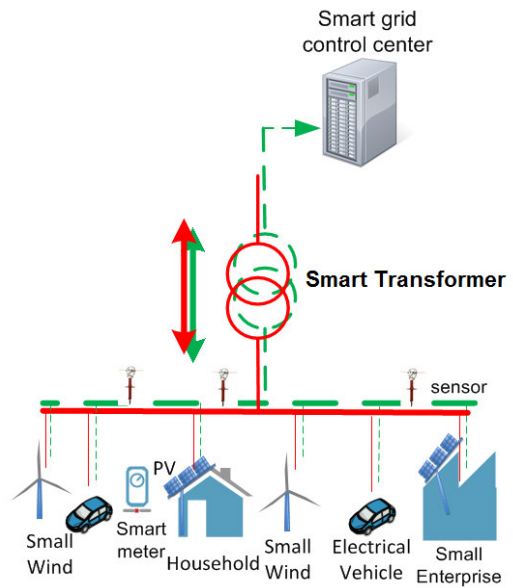 Smart grid
control center
Smart Transformer
sensor
PV
Small
Wind
Smart
meter
Household
Small
Wind
Electrical
Vehicle
Small
Enterprise